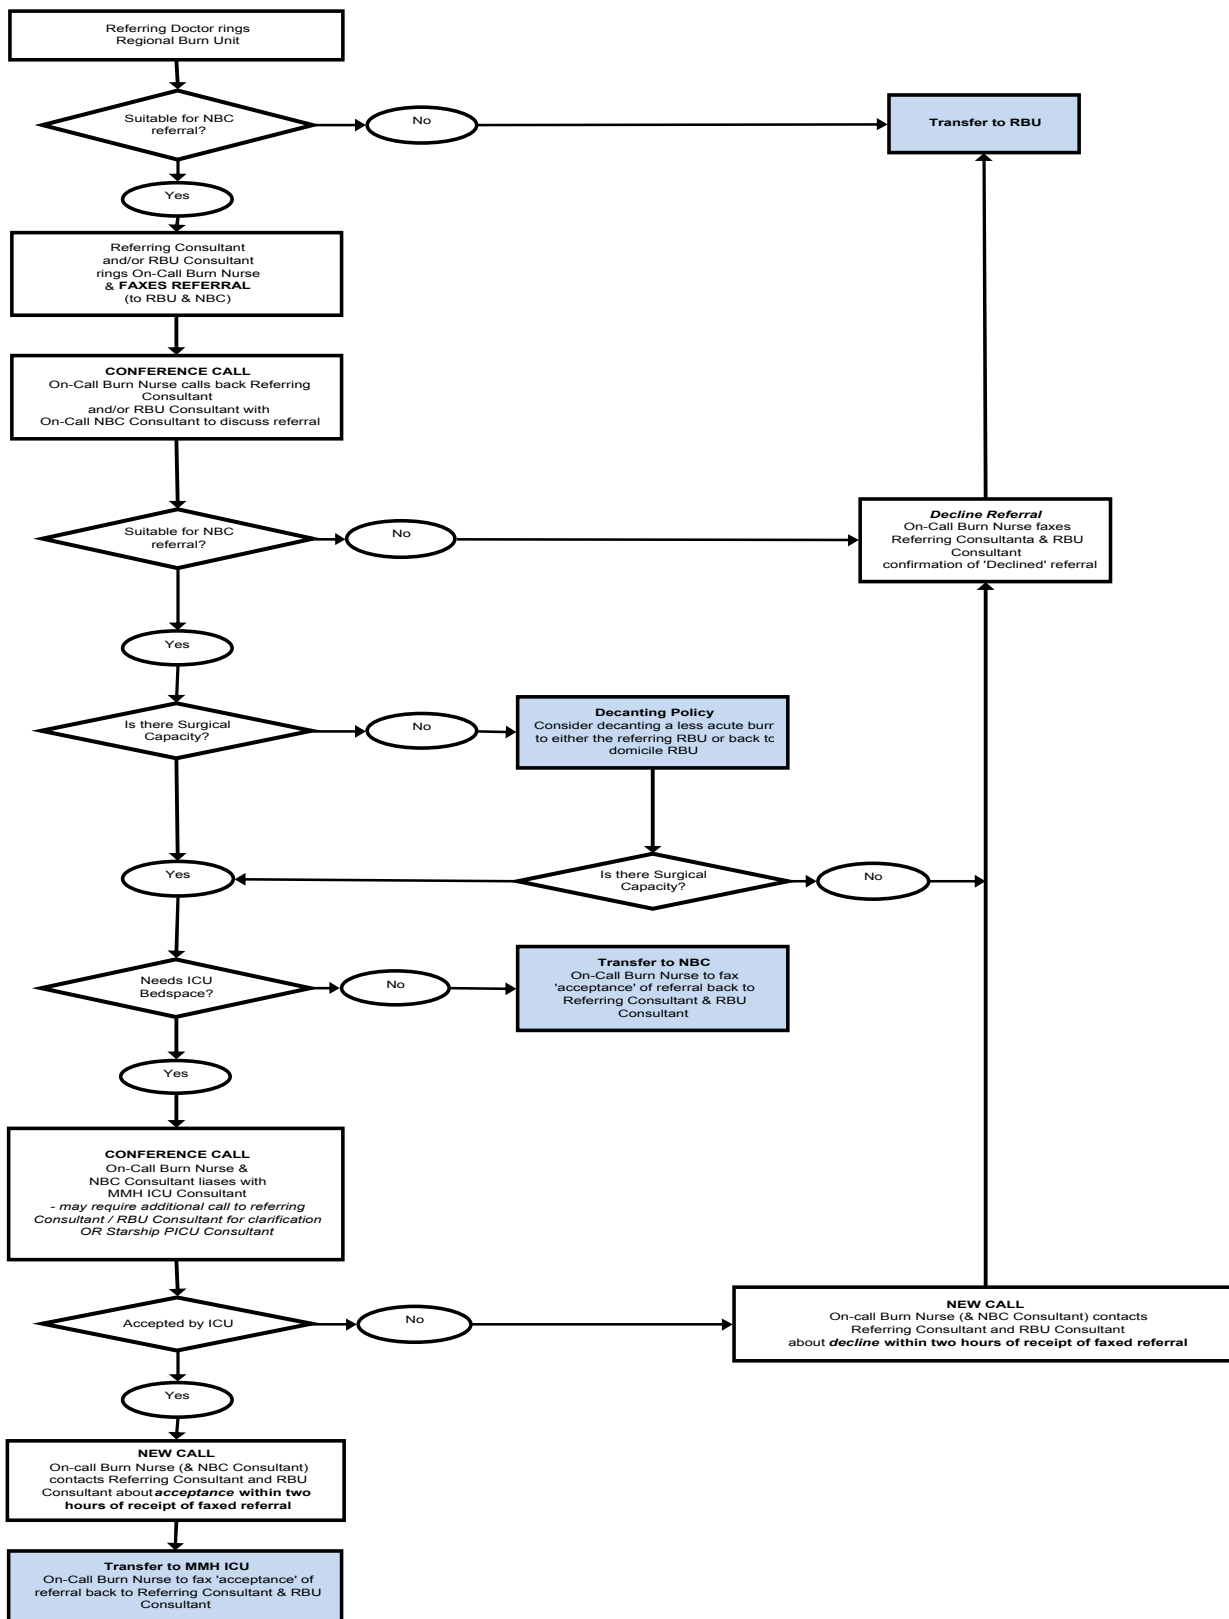 Referring Doctor rings
Regional Burn Unit
Suitable for NBC
referral?
No
Transfer to RBU
Yes
Referring Consultant
and/or RBU Consultant
rings On-Call Burn Nurse
& FAXES REFERRAL
(to RBU & NBC)
CONFERENCE CALL
On-Call Burn Nurse calls back Referring
Consultant
and/or RBU Consultant with
On-Call NBC Consultant to discuss referral
Suitable for NBC
referral?
No
Decline Referral
On-Call Burn Nurse faxes
Referring Consultanta & RBU
Consultant
confirmation of 'Declined' referral
Yes
Is there Surgical
Capacity?
No
Decanting Policy
Consider decanting a less acute burn
to either the referring RBU or back to
domicile RBU
Yes
Is there Surgical
Capacity?
No
Needs ICU
Bedspace?
No
Transfer to NBC
On-Call Burn Nurse to fax
'acceptance' of referral back to
Referring Consultant & RBU
Consultant
Yes
CONFERENCE CALL
On-Call Burn Nurse &
NBC Consultant liases with
MMH ICU Consultant
- may require additional call to referring
Consultant / RBU Consultant for clarification
OR Starship PICU Consultant
Accepted by ICU
No
NEW CALL
On-call Burn Nurse (& NBC Consultant) contacts
Referring Consultant and RBU Consultant
about decline within two hours of receipt of faxed referral
Yes
NEW CALL
On-call Burn Nurse (& NBC Consultant)
contacts Referring Consultant and RBU
Consultant about acceptance within two
hours of receipt of faxed referral
Transfer to MMH ICU
On-Call Burn Nurse to fax 'acceptance' of
referral back to Referring Consultant & RBU
Consultant